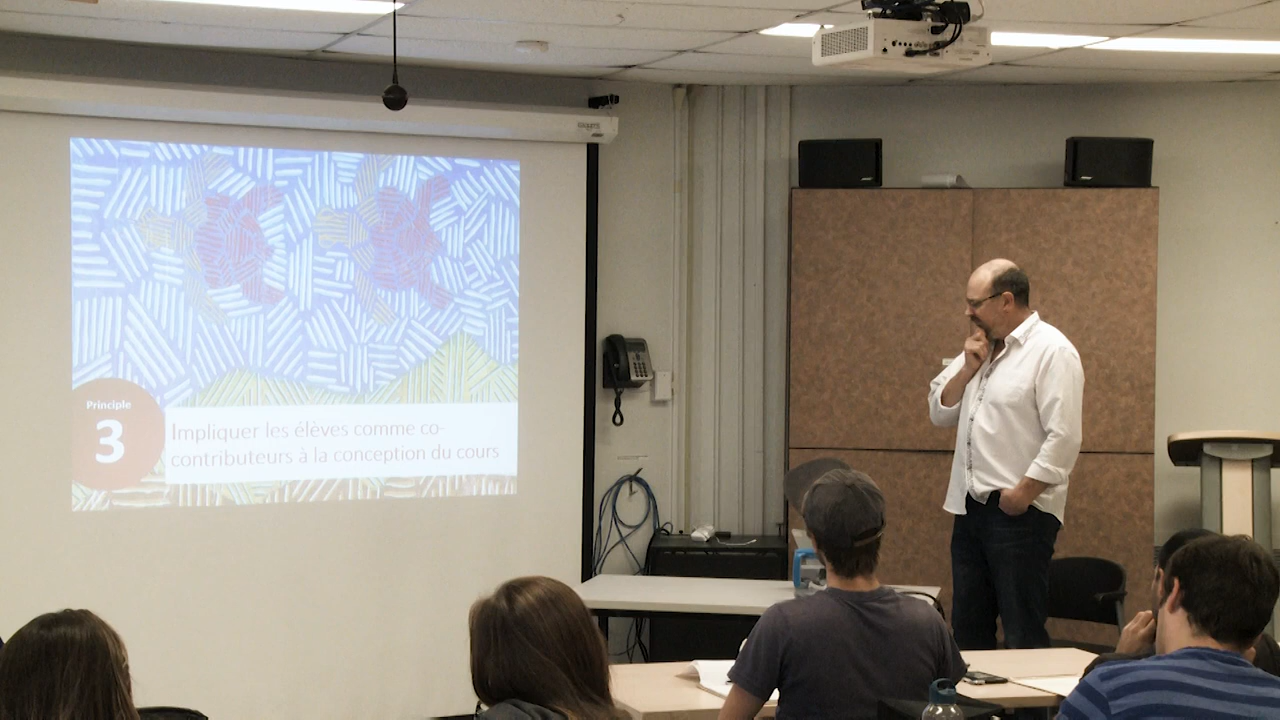 Principle
3
Impliquer les élèves comme co-
contributeurs à la conception du cours